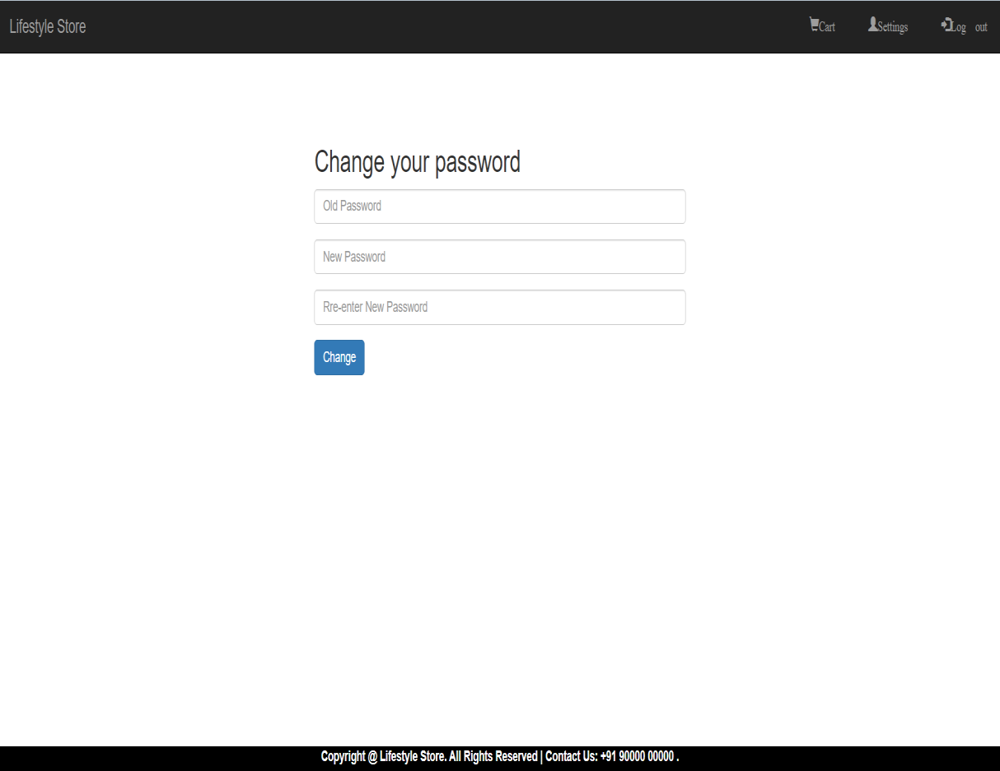 Lifestyle Store
Cart Settings Log out
Change your password
Old Password
New Password
Rre-enter New Password
Change
Copyright @ Lifestyle Store. All Rights Reserved | Contact Us: +91 90000 00000 .